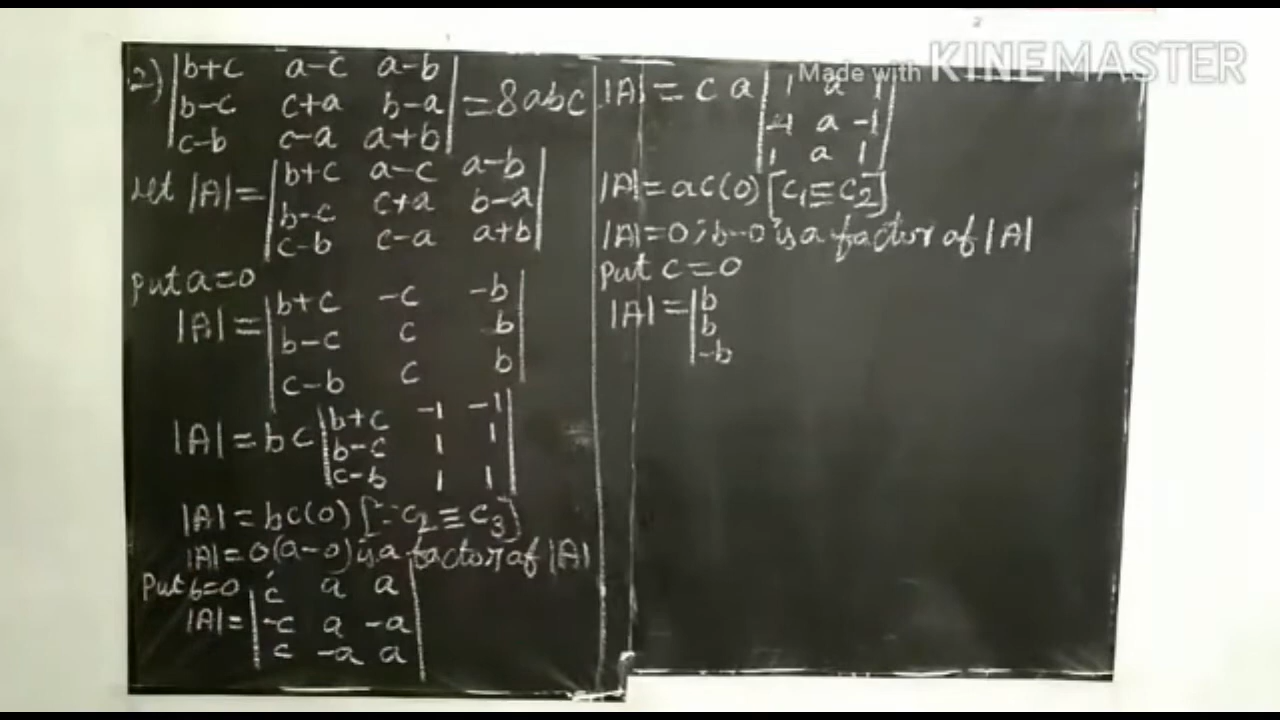 2) | b+c a-c a-b |
| b-c c+a b-a | = 8abc
| c-b c-a a+b |
Let |A| = | b+c a-c a-b |
| b-c c+a b-a |
| c-b c-a a+b |
Put a=0
|A| = | b+c -c -b |
| b-c c b |
| c-b c b |
|A| = bc | b+c -1 -1 |
| b-c 1 1 |
| c-b 1 1 |
|A| = bc(0) [∵ C2 ≡ C3]
|A| = 0 (a-0) is a factor of |A|
Put b=0
|A| = | c a a |
| -c a -a |
| c -a a |
Made with KINEMASTER
|A| = c a | 1 a 1 |
| -1 a -1 |
| 1 a 1 |
|A| = ac(0) [C1 ≡ C2]
|A| = 0; b-0 is a factor of |A|
Put c=0
|A| = | b
| b
| -b